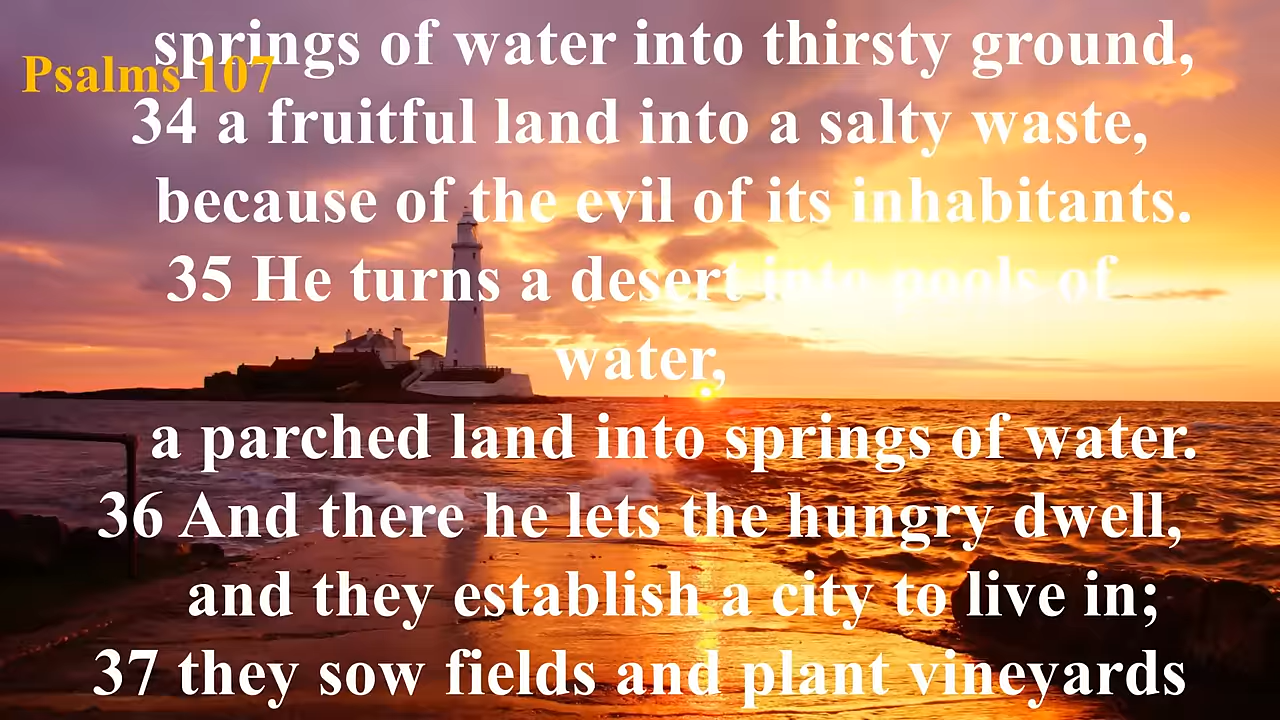 springs of water into thirsty ground,
Psalms 107
34 a fruitful land into a salty waste,
because of the evil of its inhabitants.
35 He turns a desert into pools of
water,
a parched land into springs of water.
36 And there he lets the hungry dwell,
and they establish a city to live in;
37 they sow fields and plant vineyards